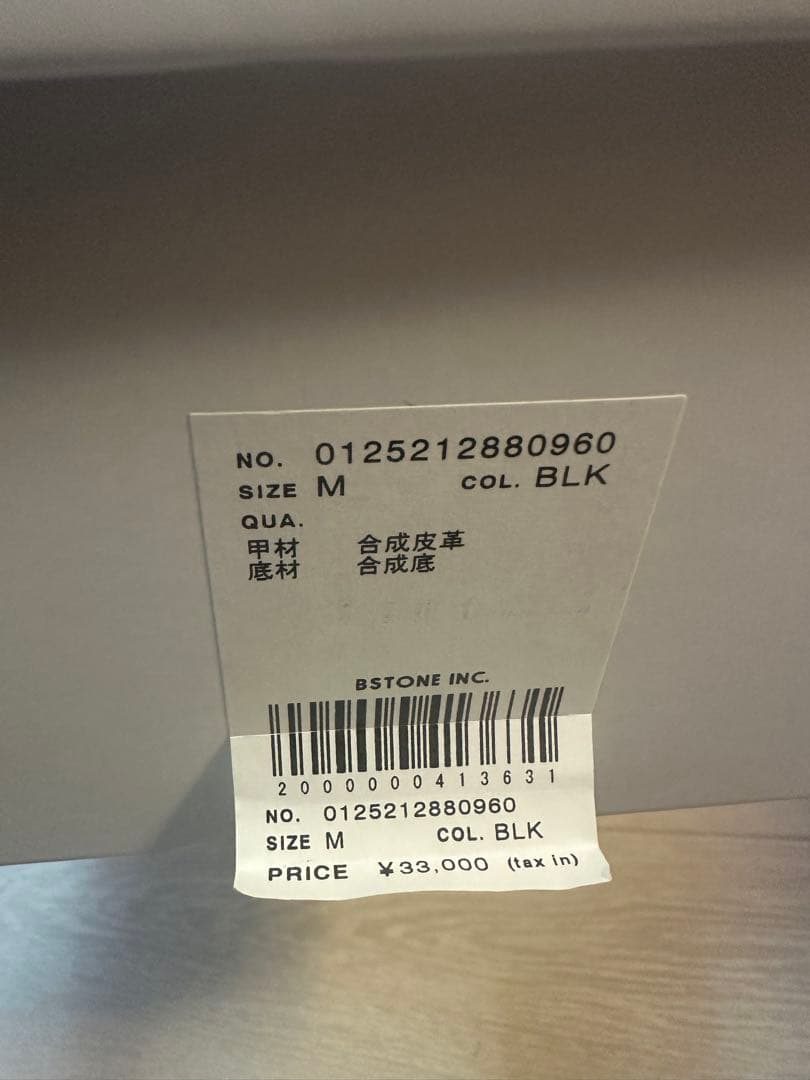 NO. 0125212880960
SIZE M COL. BLK
QUA.
甲材 合成皮革
底材 合成底
BSTONE INC.
2000000413631
NO. 0125212880960
SIZE M COL. BLK
PRICE ¥33,000 (tax in)